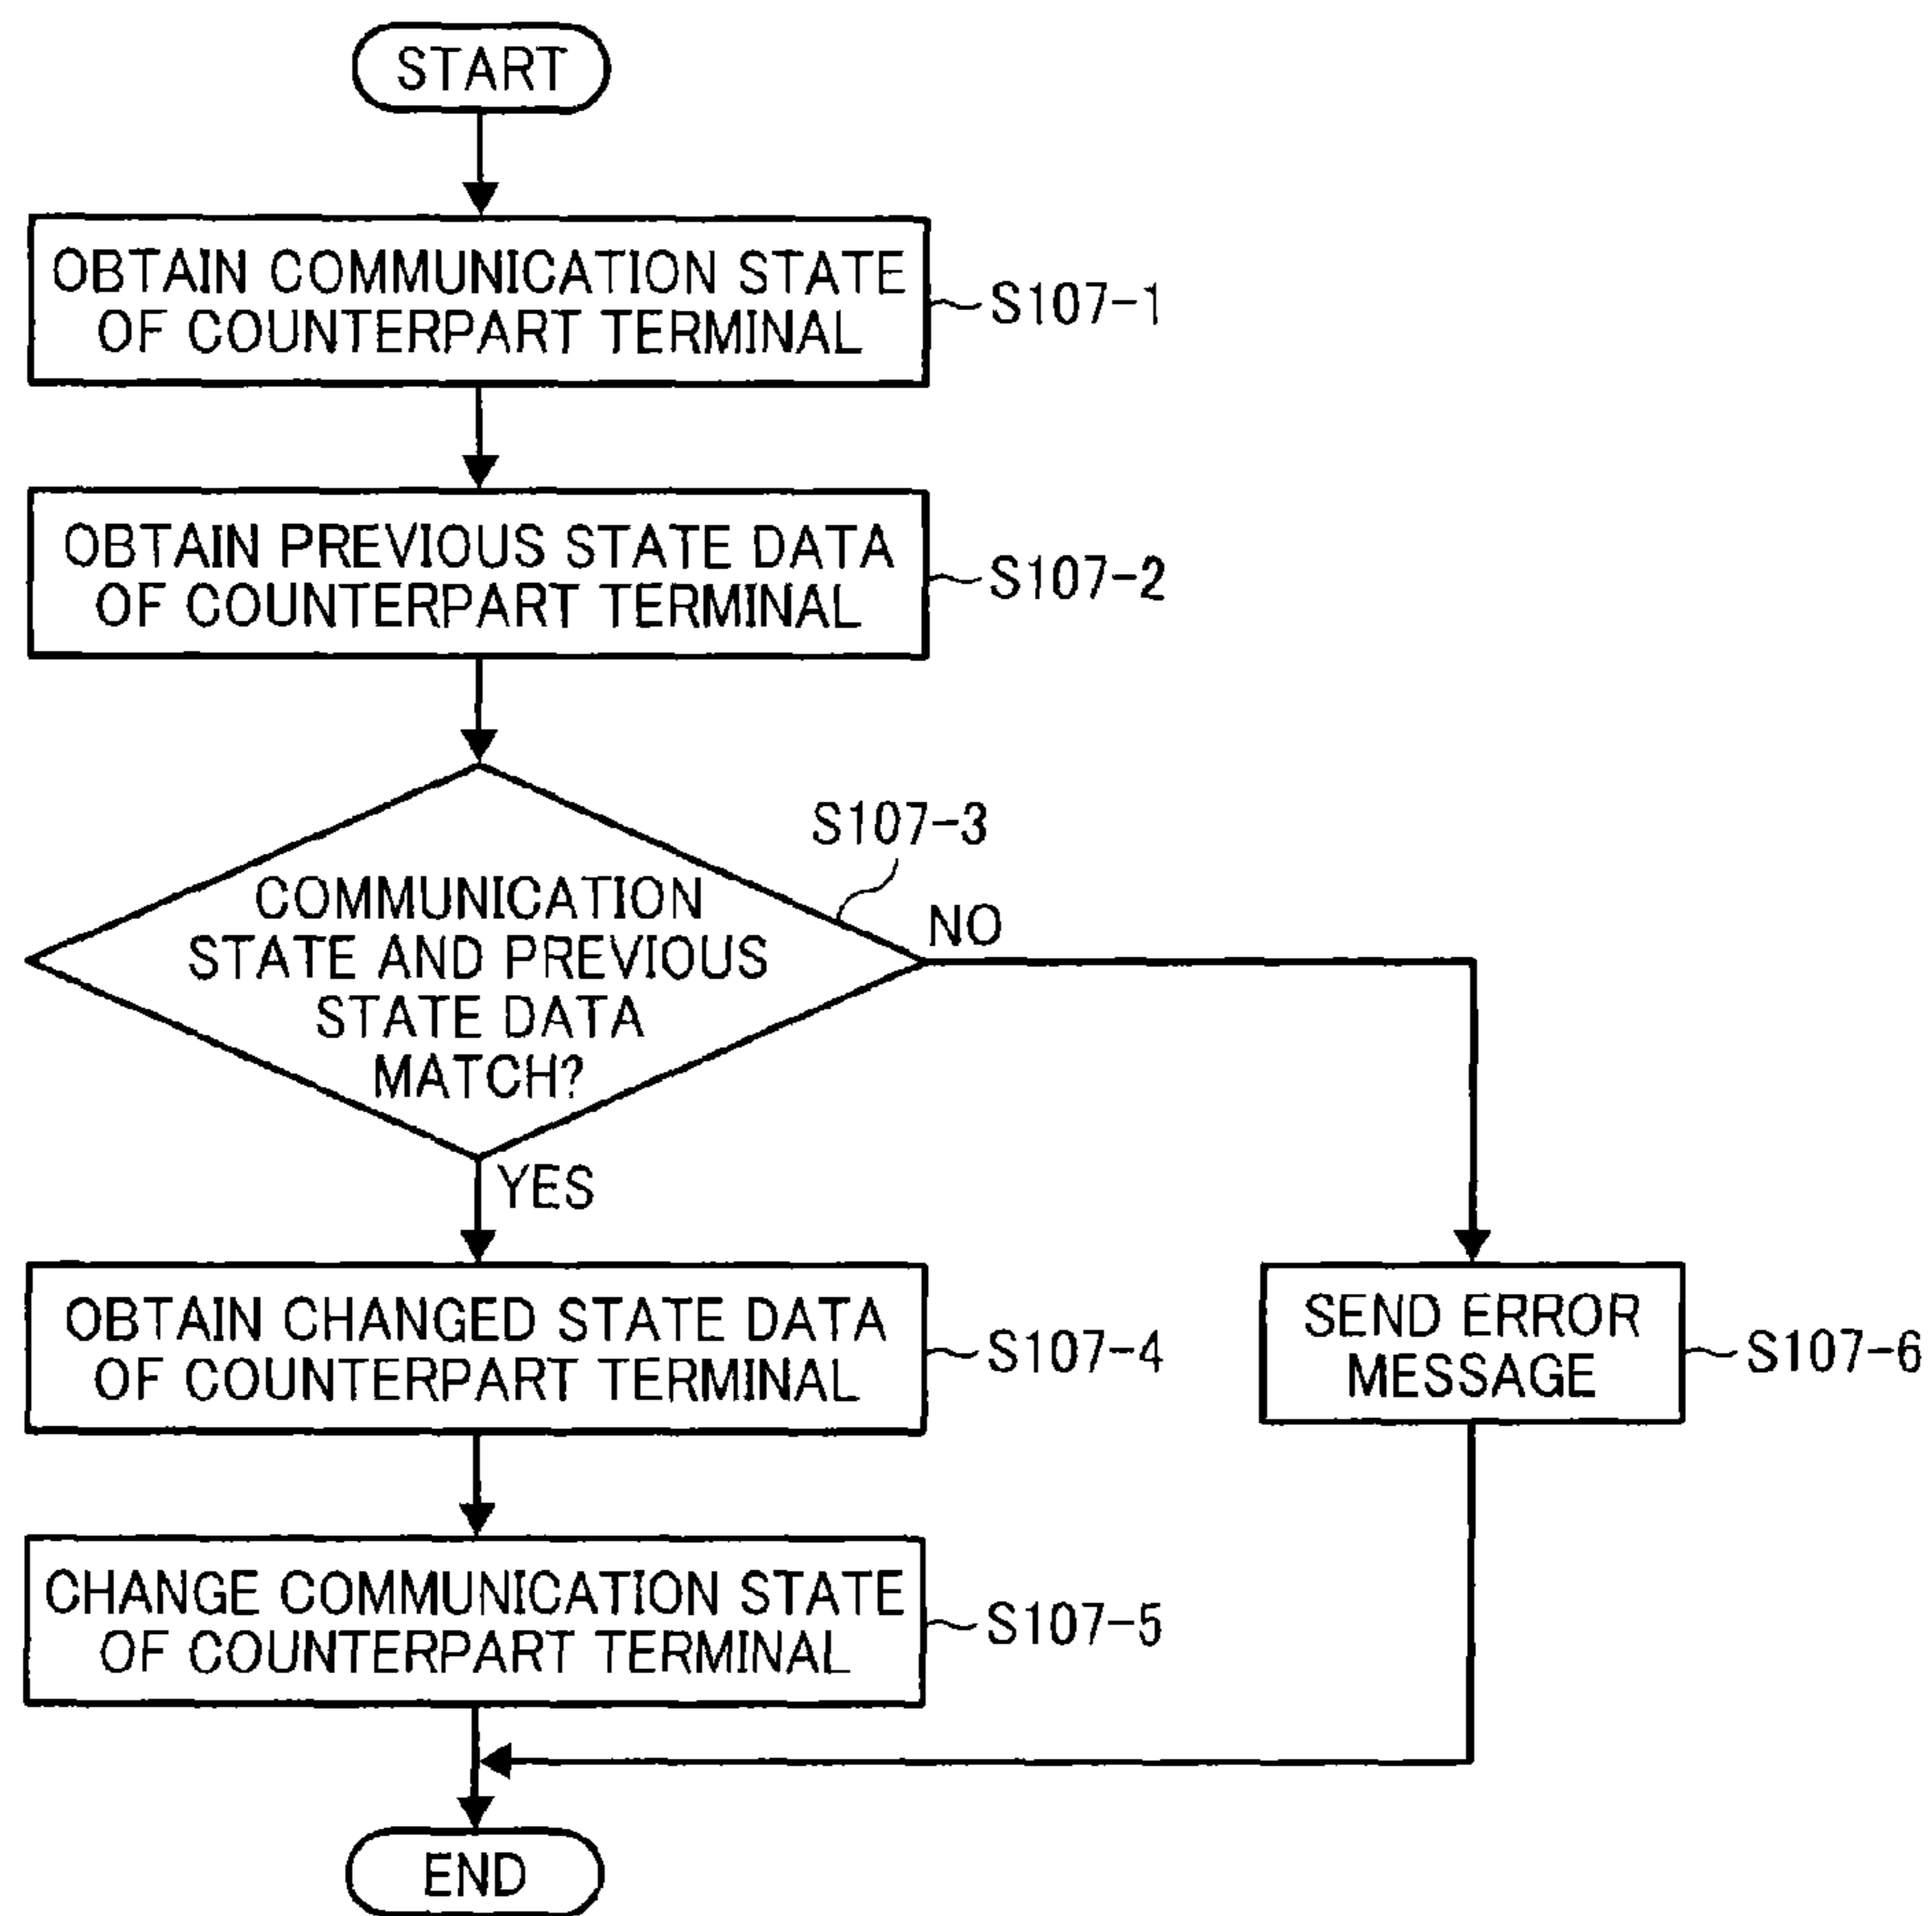 START
OBTAIN COMMUNICATION STATE
OF COUNTERPART TERMINAL
S107-1
OBTAIN PREVIOUS STATE DATA
OF COUNTERPART TERMINAL
S107-2
S107-3
COMMUNICATION
STATE AND PREVIOUS
STATE DATA
MATCH?
NO
YES
OBTAIN CHANGED STATE DATA
OF COUNTERPART TERMINAL
S107-4
SEND ERROR
MESSAGE
S107-6
CHANGE COMMUNICATION STATE
OF COUNTERPART TERMINAL
S107-5
END